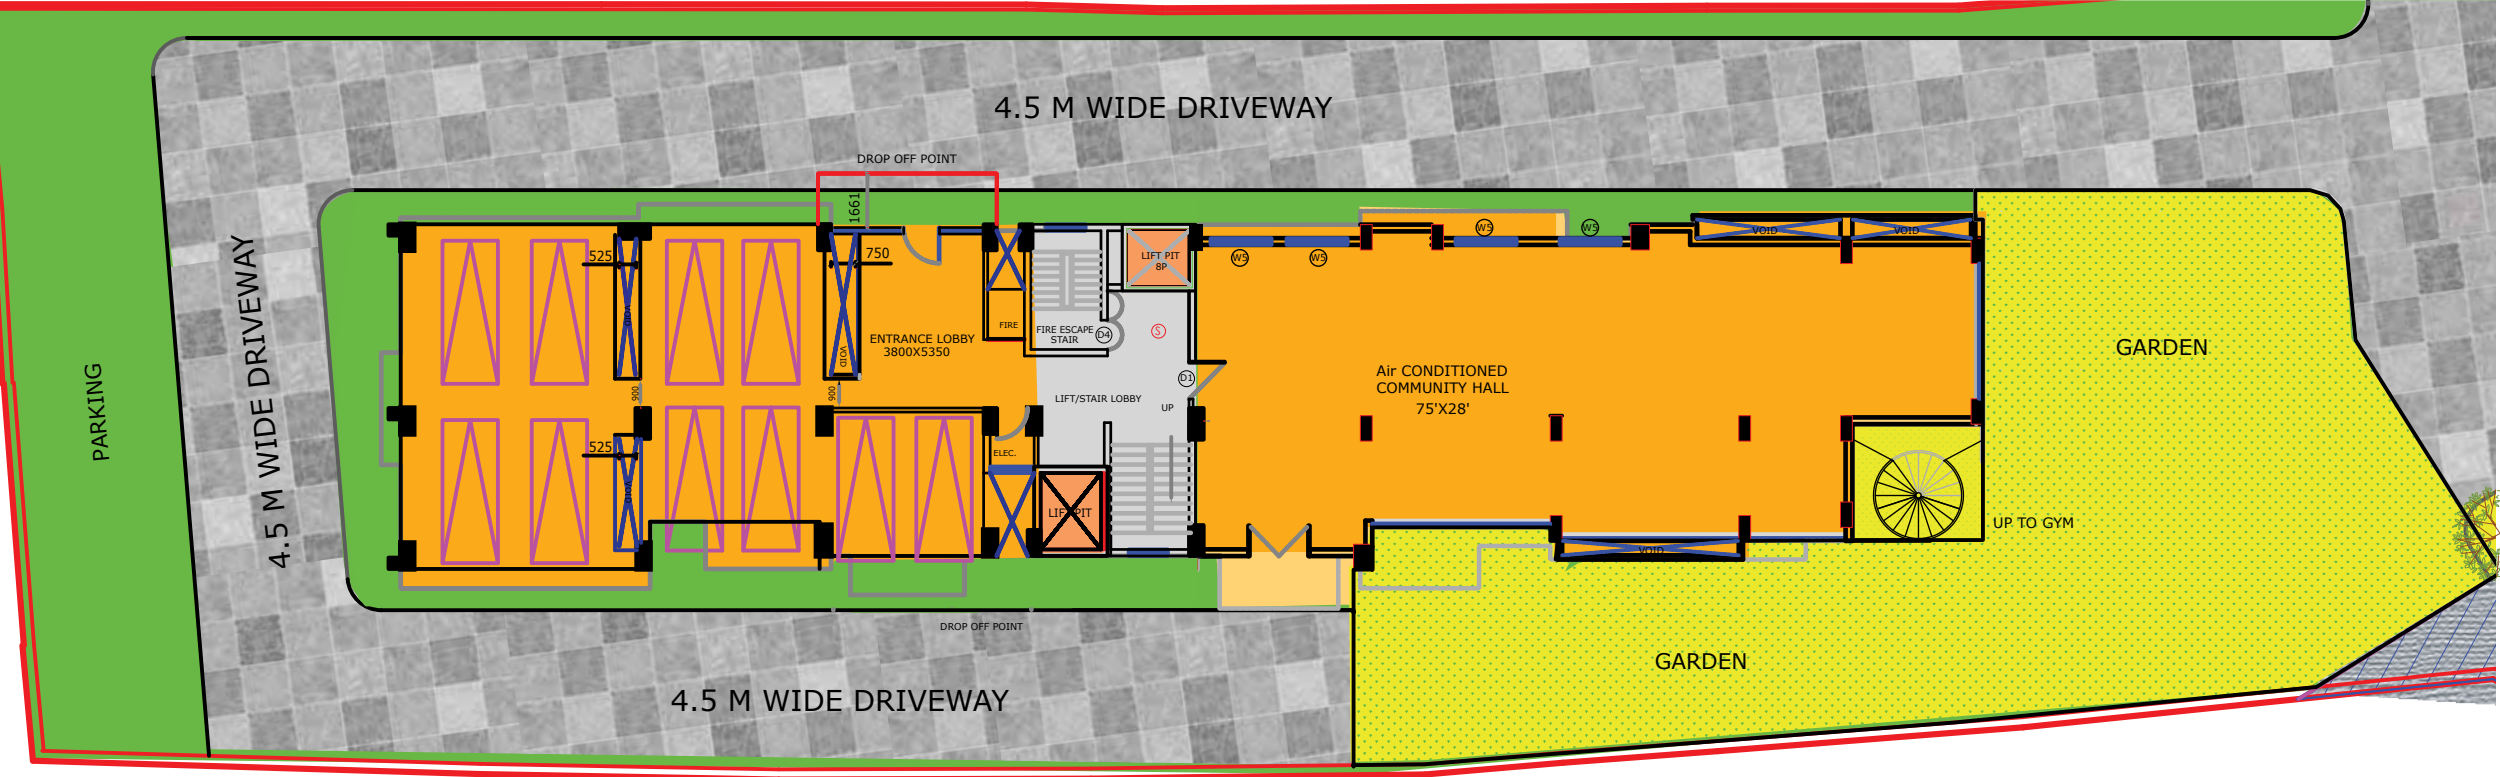 4.5 M WIDE DRIVEWAY
DROP OFF POINT
1661
525
750
VOID
VOID
ENTRANCE LOBBY
3800X5350
FIRE
FIRE ESCAPE
STAIR
D4
LIFT PIT
8P
S
D1
LIFT/STAIR LOBBY
UP
W5
W5
W5
W5
VOID
VOID
Air CONDITIONED
COMMUNITY HALL
75'X28'
GARDEN
PARKING
4.5 M WIDE DRIVEWAY
900
900
525
VOID
ELEC.
LIFT PIT
VOID
UP TO GYM
DROP OFF POINT
GARDEN
4.5 M WIDE DRIVEWAY